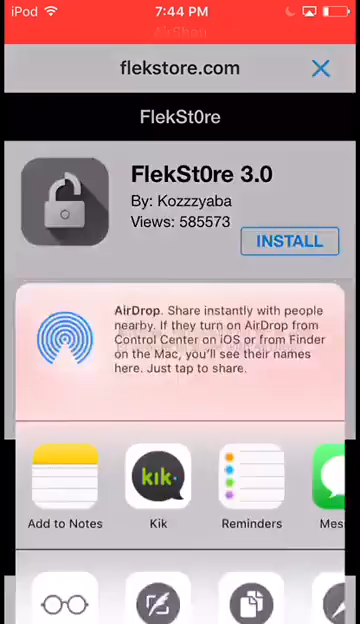 iPod 7:44 PM
AirShou
flekstore.com
FlekSt0re
FlekSt0re 3.0
By: Kozzzyaba
Views: 585573
INSTALL
AirDrop. Share instantly with people
nearby. If they turn on AirDrop from
Control Center on iOS or from Finder
on the Mac, you'll see their names
here. Just tap to share.
Add to Notes
kik·
Kik
Reminders
Mes